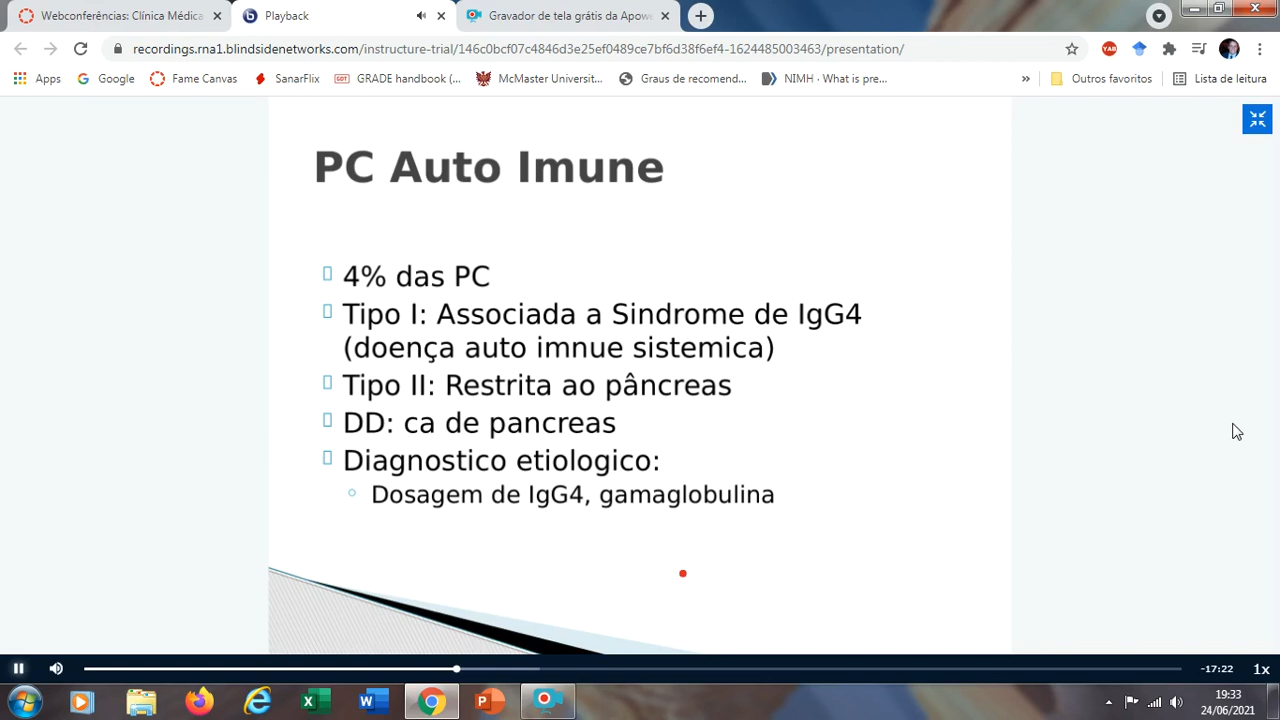 Webconferências: Clínica Médica
Playback
Gravador de tela grátis da Apowe
recordings.rna1.blindsidenetworks.com/instructure-trial/146c0bcf07c4846d3e25ef0489ce7bf6d38f6ef4-1624485003463/presentation/
YAB
Apps
Google
Fame Canvas
SanarFlix
GDT
GRADE handbook (...
McMaster Universit...
Graus de recomend...
NIMH · What is pre...
»
Outros favoritos
Lista de leitura
PC Auto Imune
4% das PC
Tipo I: Associada a Sindrome de IgG4
(doença auto imnue sistemica)
Tipo II: Restrita ao pâncreas
DD: ca de pancreas
Diagnostico etiologico:
Dosagem de IgG4, gamaglobulina
-17:22
1x
19:33
24/06/2021